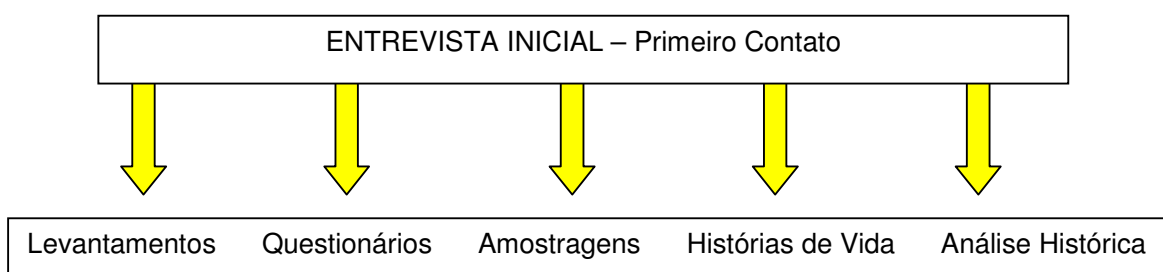 ENTREVISTA INICIAL – Primeiro Contato
Levantamentos Questionários Amostragens Histórias de Vida Análise Histórica